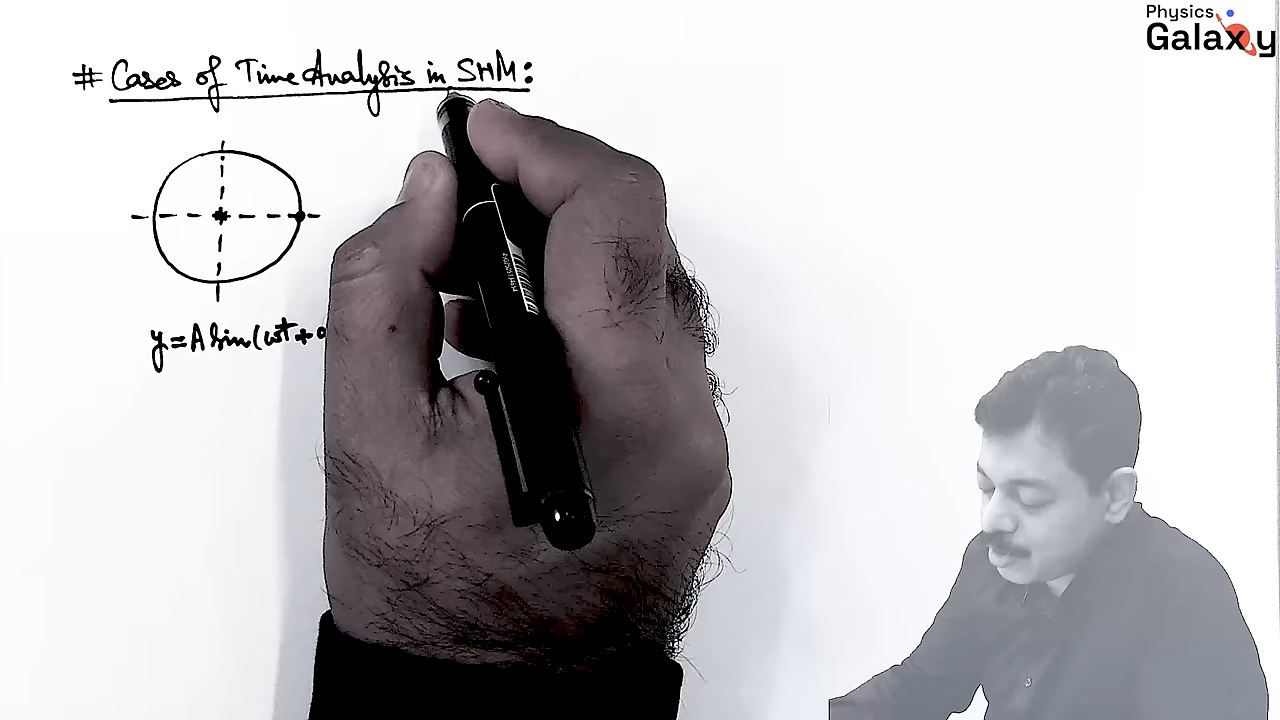 Physics
Galaxy
# Cases of Time Analysis in SHM:
y = A sin(ωt +